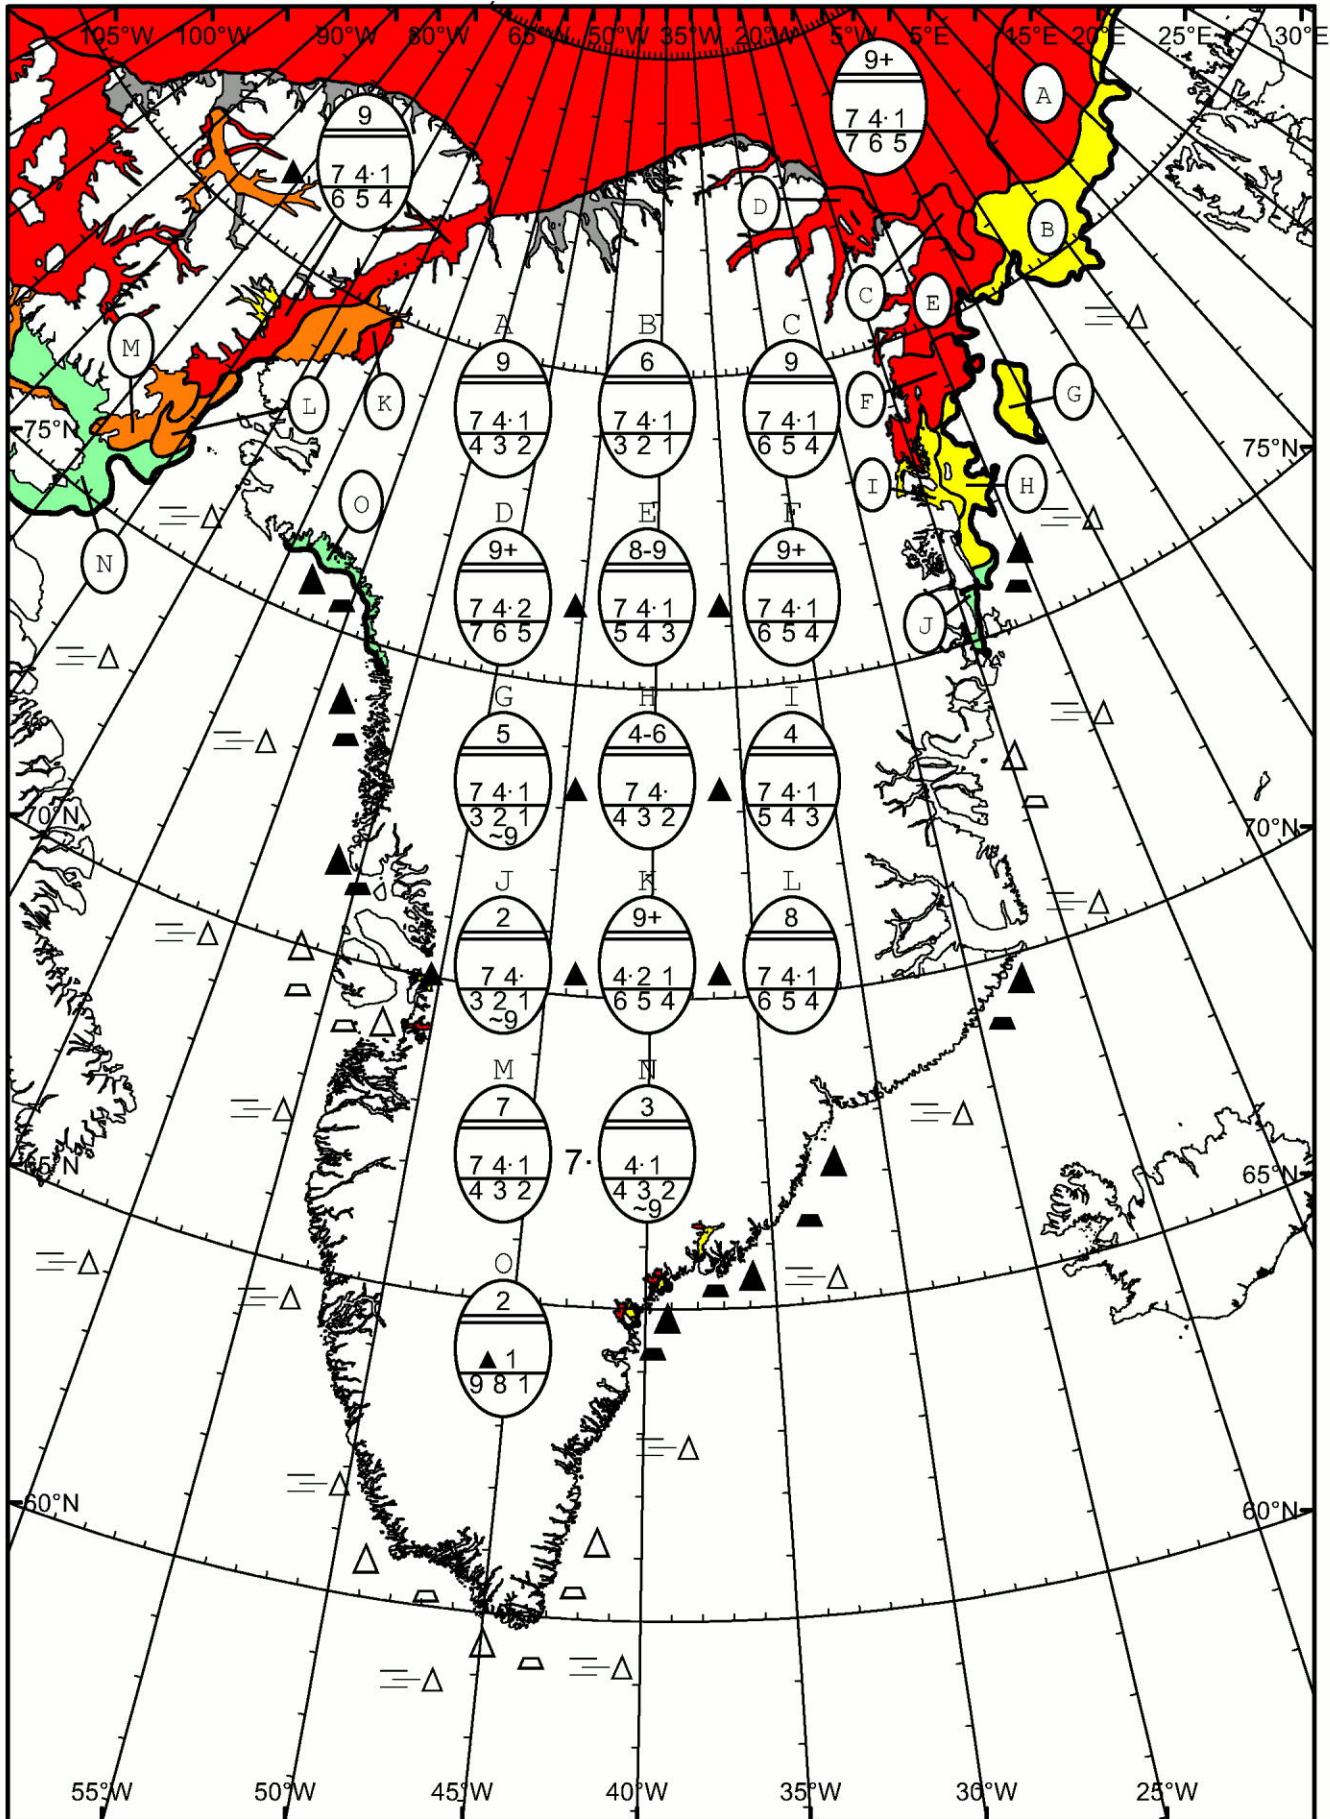 105°W 100°W 90°W 80°W 65°W 50°W 35°W 20°W 5°W 5°E 15°E 20°E 25°E 30°E
9+
7 4· 1
7 6 5
A
9
7 4· 1
6 5 4
D
B
C
E
M
L
K
F
G
75°N
75°N
I
H
O
N
J
A B C
9 6 9
7 4· 1 7 4· 1 7 4· 1
4 3 2 3 2 1 6 5 4
D E F
9+ 8-9 9+
7 4· 2 7 4· 1 7 4· 1
7 6 5 5 4 3 6 5 4
G H I
5 4-6 4
7 4· 1 7 4· 7 4· 1
3 2 1 4 3 2 5 4 3
~9
70°N
70°N
J K L
2 9+ 8
7 4· 4· 2 1 7 4· 1
3 2 1 6 5 4 6 5 4
~9
M N
7 3
7 4· 1 7· 4· 1
4 3 2 4 3 2
~9
65°N
65°N
O
2
1
9 8 1
60°N
60°N
55°W 50°W 45°W 40°W 35°W 30°W 25°W